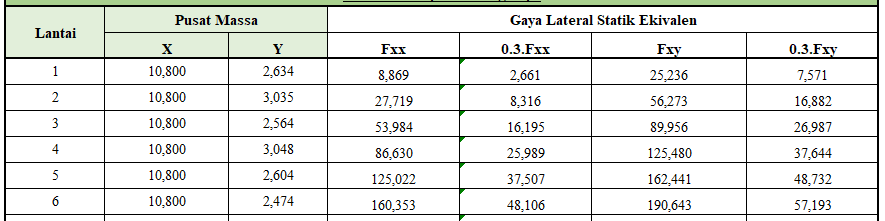 Lantai Pusat Massa Gaya Lateral Statik Ekivalen
X Y Fxx 0.3.Fxx Fxy 0.3.Fxy
1 10,800 2,634 8,869 2,661 25,236 7,571
2 10,800 3,035 27,719 8,316 56,273 16,882
3 10,800 2,564 53,984 16,195 89,956 26,987
4 10,800 3,048 86,630 25,989 125,480 37,644
5 10,800 2,604 125,022 37,507 162,441 48,732
6 10,800 2,474 160,353 48,106 190,643 57,193